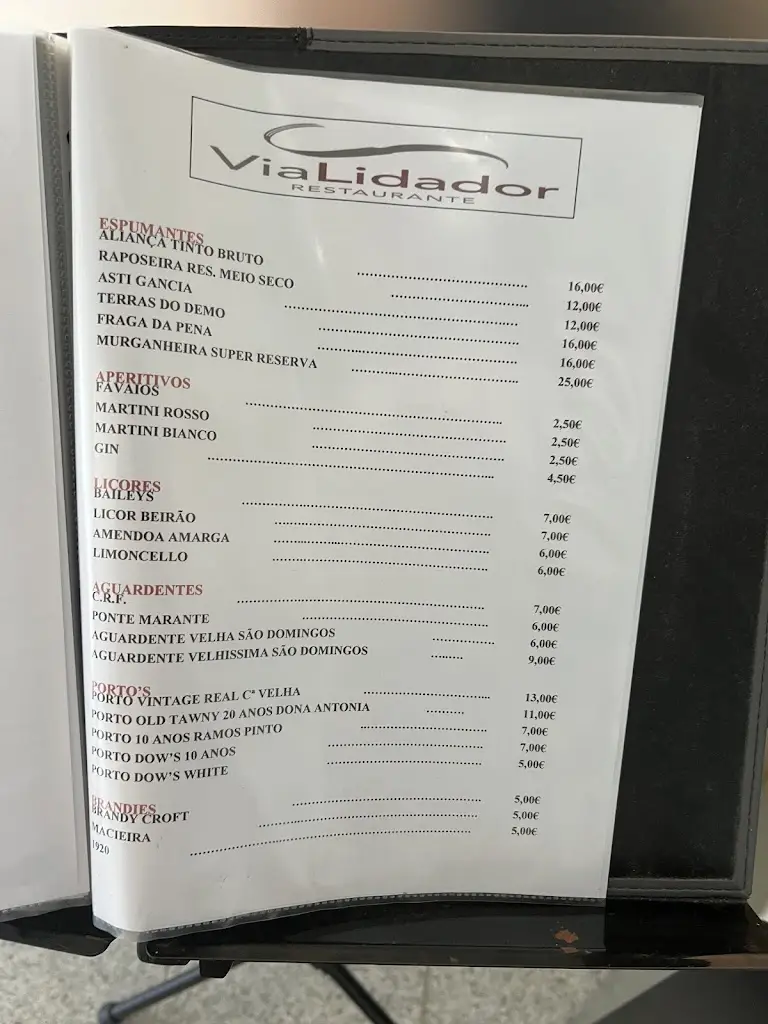 ViaLidador
RESTAURANTE
ESPUMANTES
ALIANÇA TINTO BRUTO 16,00€
RAPOSEIRA RES. MEIO SECO 12,00€
ASTI GANCIA 12,00€
TERRAS DO DEMO 16,00€
FRAGA DA PENA 16,00€
MURGANHEIRA SUPER RESERVA 25,00€
APERITIVOS
FAVAIOS 2,50€
MARTINI ROSSO 2,50€
MARTINI BIANCO 2,50€
GIN 4,50€
LICORES
BAILEYS 7,00€
LICOR BEIRÃO 7,00€
AMENDOA AMARGA 6,00€
LIMONCELLO 6,00€
AGUARDENTES
C.R.F. 7,00€
PONTE MARANTE 6,00€
AGUARDENTE VELHA SÃO DOMINGOS 6,00€
AGUARDENTE VELHISSIMA SÃO DOMINGOS 9,00€
PORTO'S
PORTO VINTAGE REAL Cª VELHA 13,00€
PORTO OLD TAWNY 20 ANOS DONA ANTONIA 11,00€
PORTO 10 ANOS RAMOS PINTO 7,00€
PORTO DOW'S 10 ANOS 7,00€
PORTO DOW'S WHITE 5,00€
BRANDIES
BRANDY CROFT 5,00€
MACIEIRA 5,00€
1920 5,00€